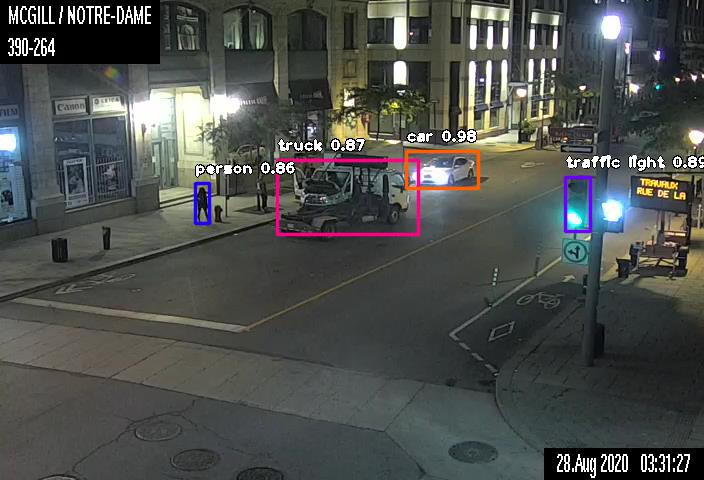 MCGILL / NOTRE-DAME
390-264
Canon
car 0.98
truck 0.87
person 0.86
traffic light 0.89
TRAVAUX
RUE DE LA
28.Aug 2020 03:31:27